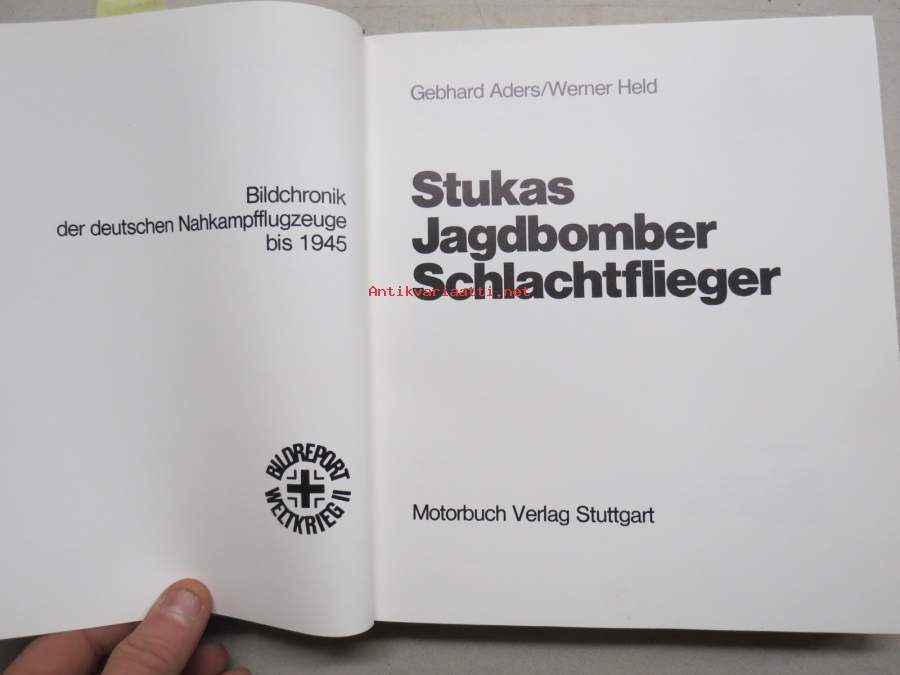 Bildchronik
der deutschen Nahkampfflugzeuge
bis 1945
BILDREPORT
WELTKRIEG II
Gebhard Aders/Werner Held
Stukas
Jagdbomber
Schlachtflieger
Antikvariaatti.net
Motorbuch Verlag Stuttgart